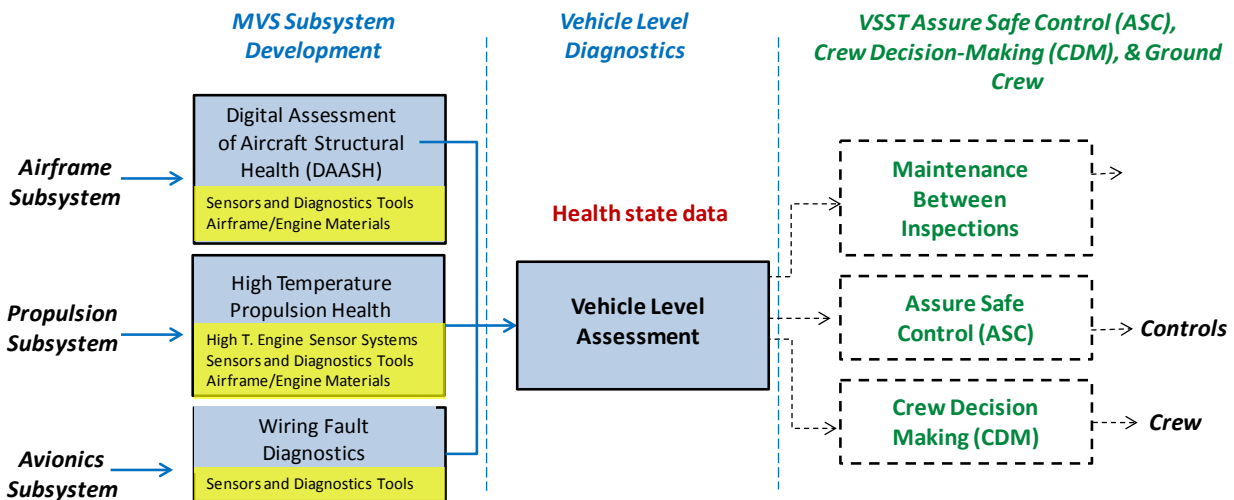 MVS Subsystem
Development
Vehicle Level
Diagnostics
VSST Assure Safe Control (ASC),
Crew Decision-Making (CDM), & Ground
Crew
Airframe
Subsystem
Digital Assessment
of Aircraft Structural
Health (DAASH)
Sensors and Diagnostics Tools
Airframe/Engine Materials
Propulsion
Subsystem
High Temperature
Propulsion Health
High T. Engine Sensor Systems
Sensors and Diagnostics Tools
Airframe/Engine Materials
Avionics
Subsystem
Wiring Fault
Diagnostics
Sensors and Diagnostics Tools
Health state data
Vehicle Level
Assessment
Maintenance
Between
Inspections
Assure Safe
Control (ASC)
Controls
Crew Decision
Making (CDM)
Crew